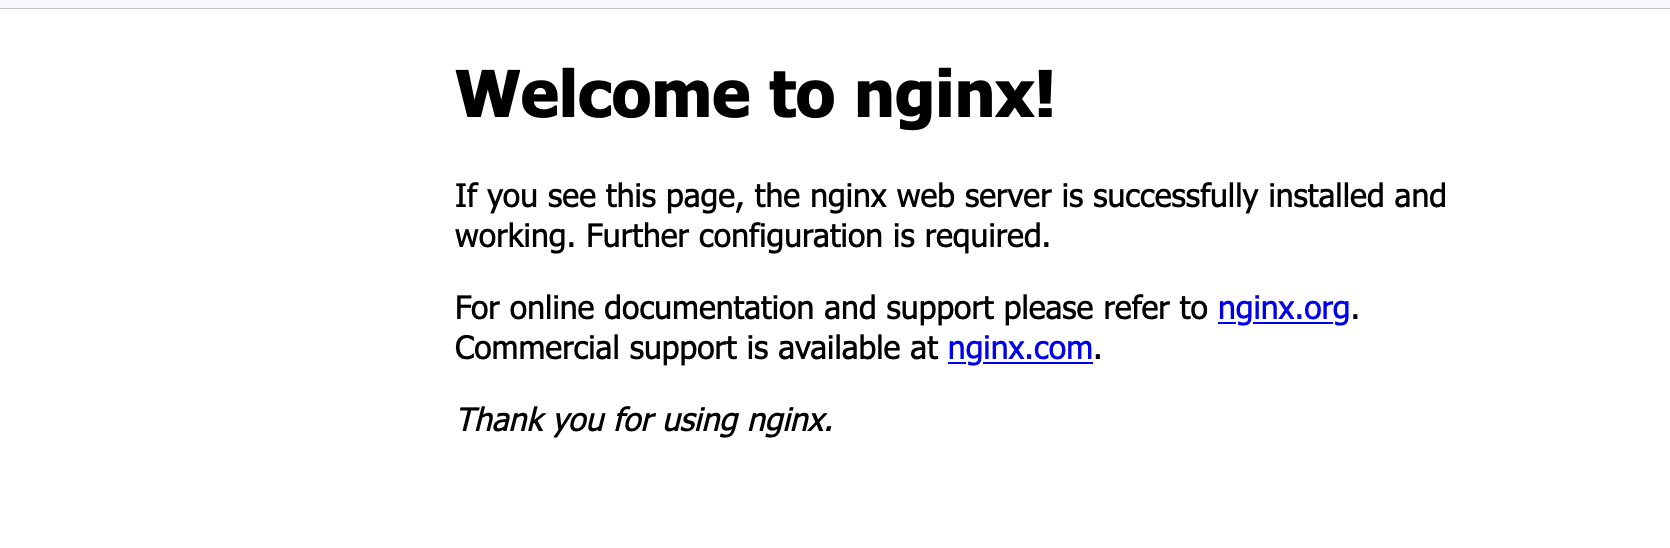 Welcome to nginx!
If you see this page, the nginx web server is successfully installed and
working. Further configuration is required.
For online documentation and support please refer to nginx.org.
Commercial support is available at nginx.com.
Thank you for using nginx.